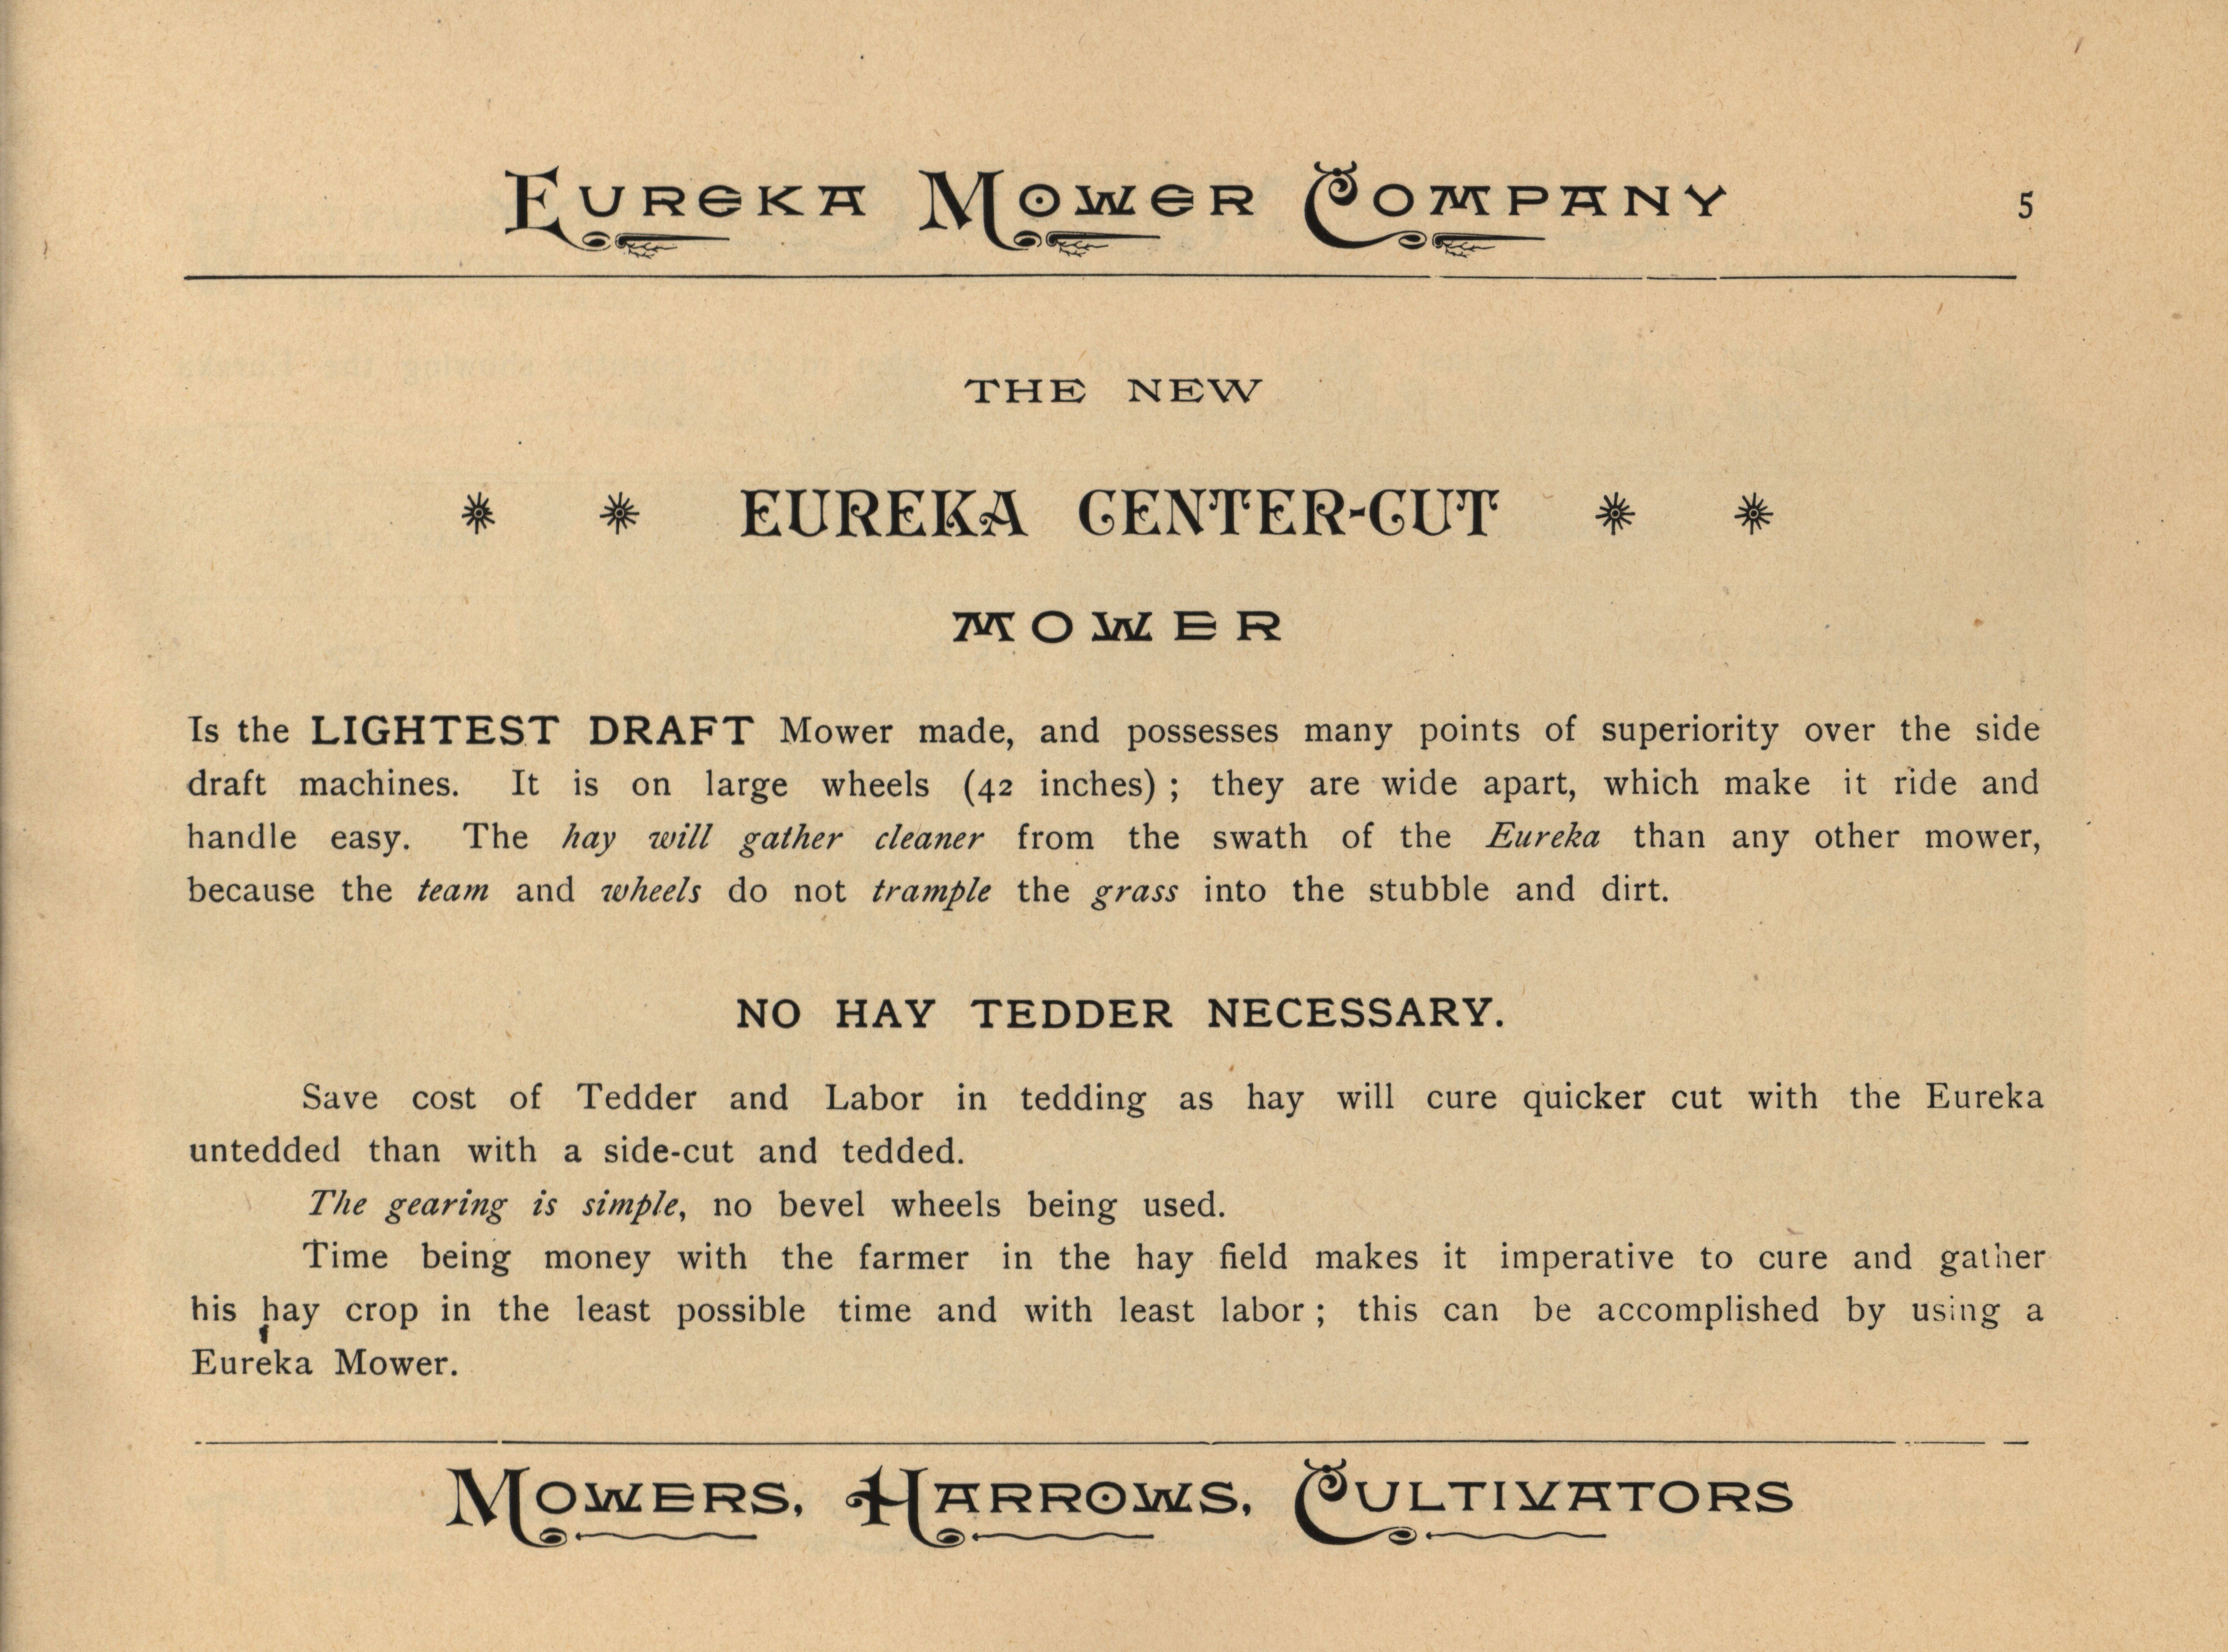 EUREKA MOWER COMPANY 5
THE NEW
EUREKA CENTER-CUT
MOWER
Is the LIGHTEST DRAFT Mower made, and possesses many points of superiority over the side
draft machines. It is on large wheels (42 inches) ; they are wide apart, which make it ride and
handle easy. The hay will gather cleaner from the swath of the Eureka than any other mower,
because the team and wheels do not trample the grass into the stubble and dirt.
NO HAY TEDDER NECESSARY.
Save cost of Tedder and Labor in tedding as hay will cure quicker cut with the Eureka
untedded than with a side-cut and tedded.
The gearing is simple, no bevel wheels being used.
Time being money with the farmer in the hay field makes it imperative to cure and gather
his hay crop in the least possible time and with least labor ; this can be accomplished by using a
Eureka Mower.
MOWERS, HARROWS, CULTIVATORS